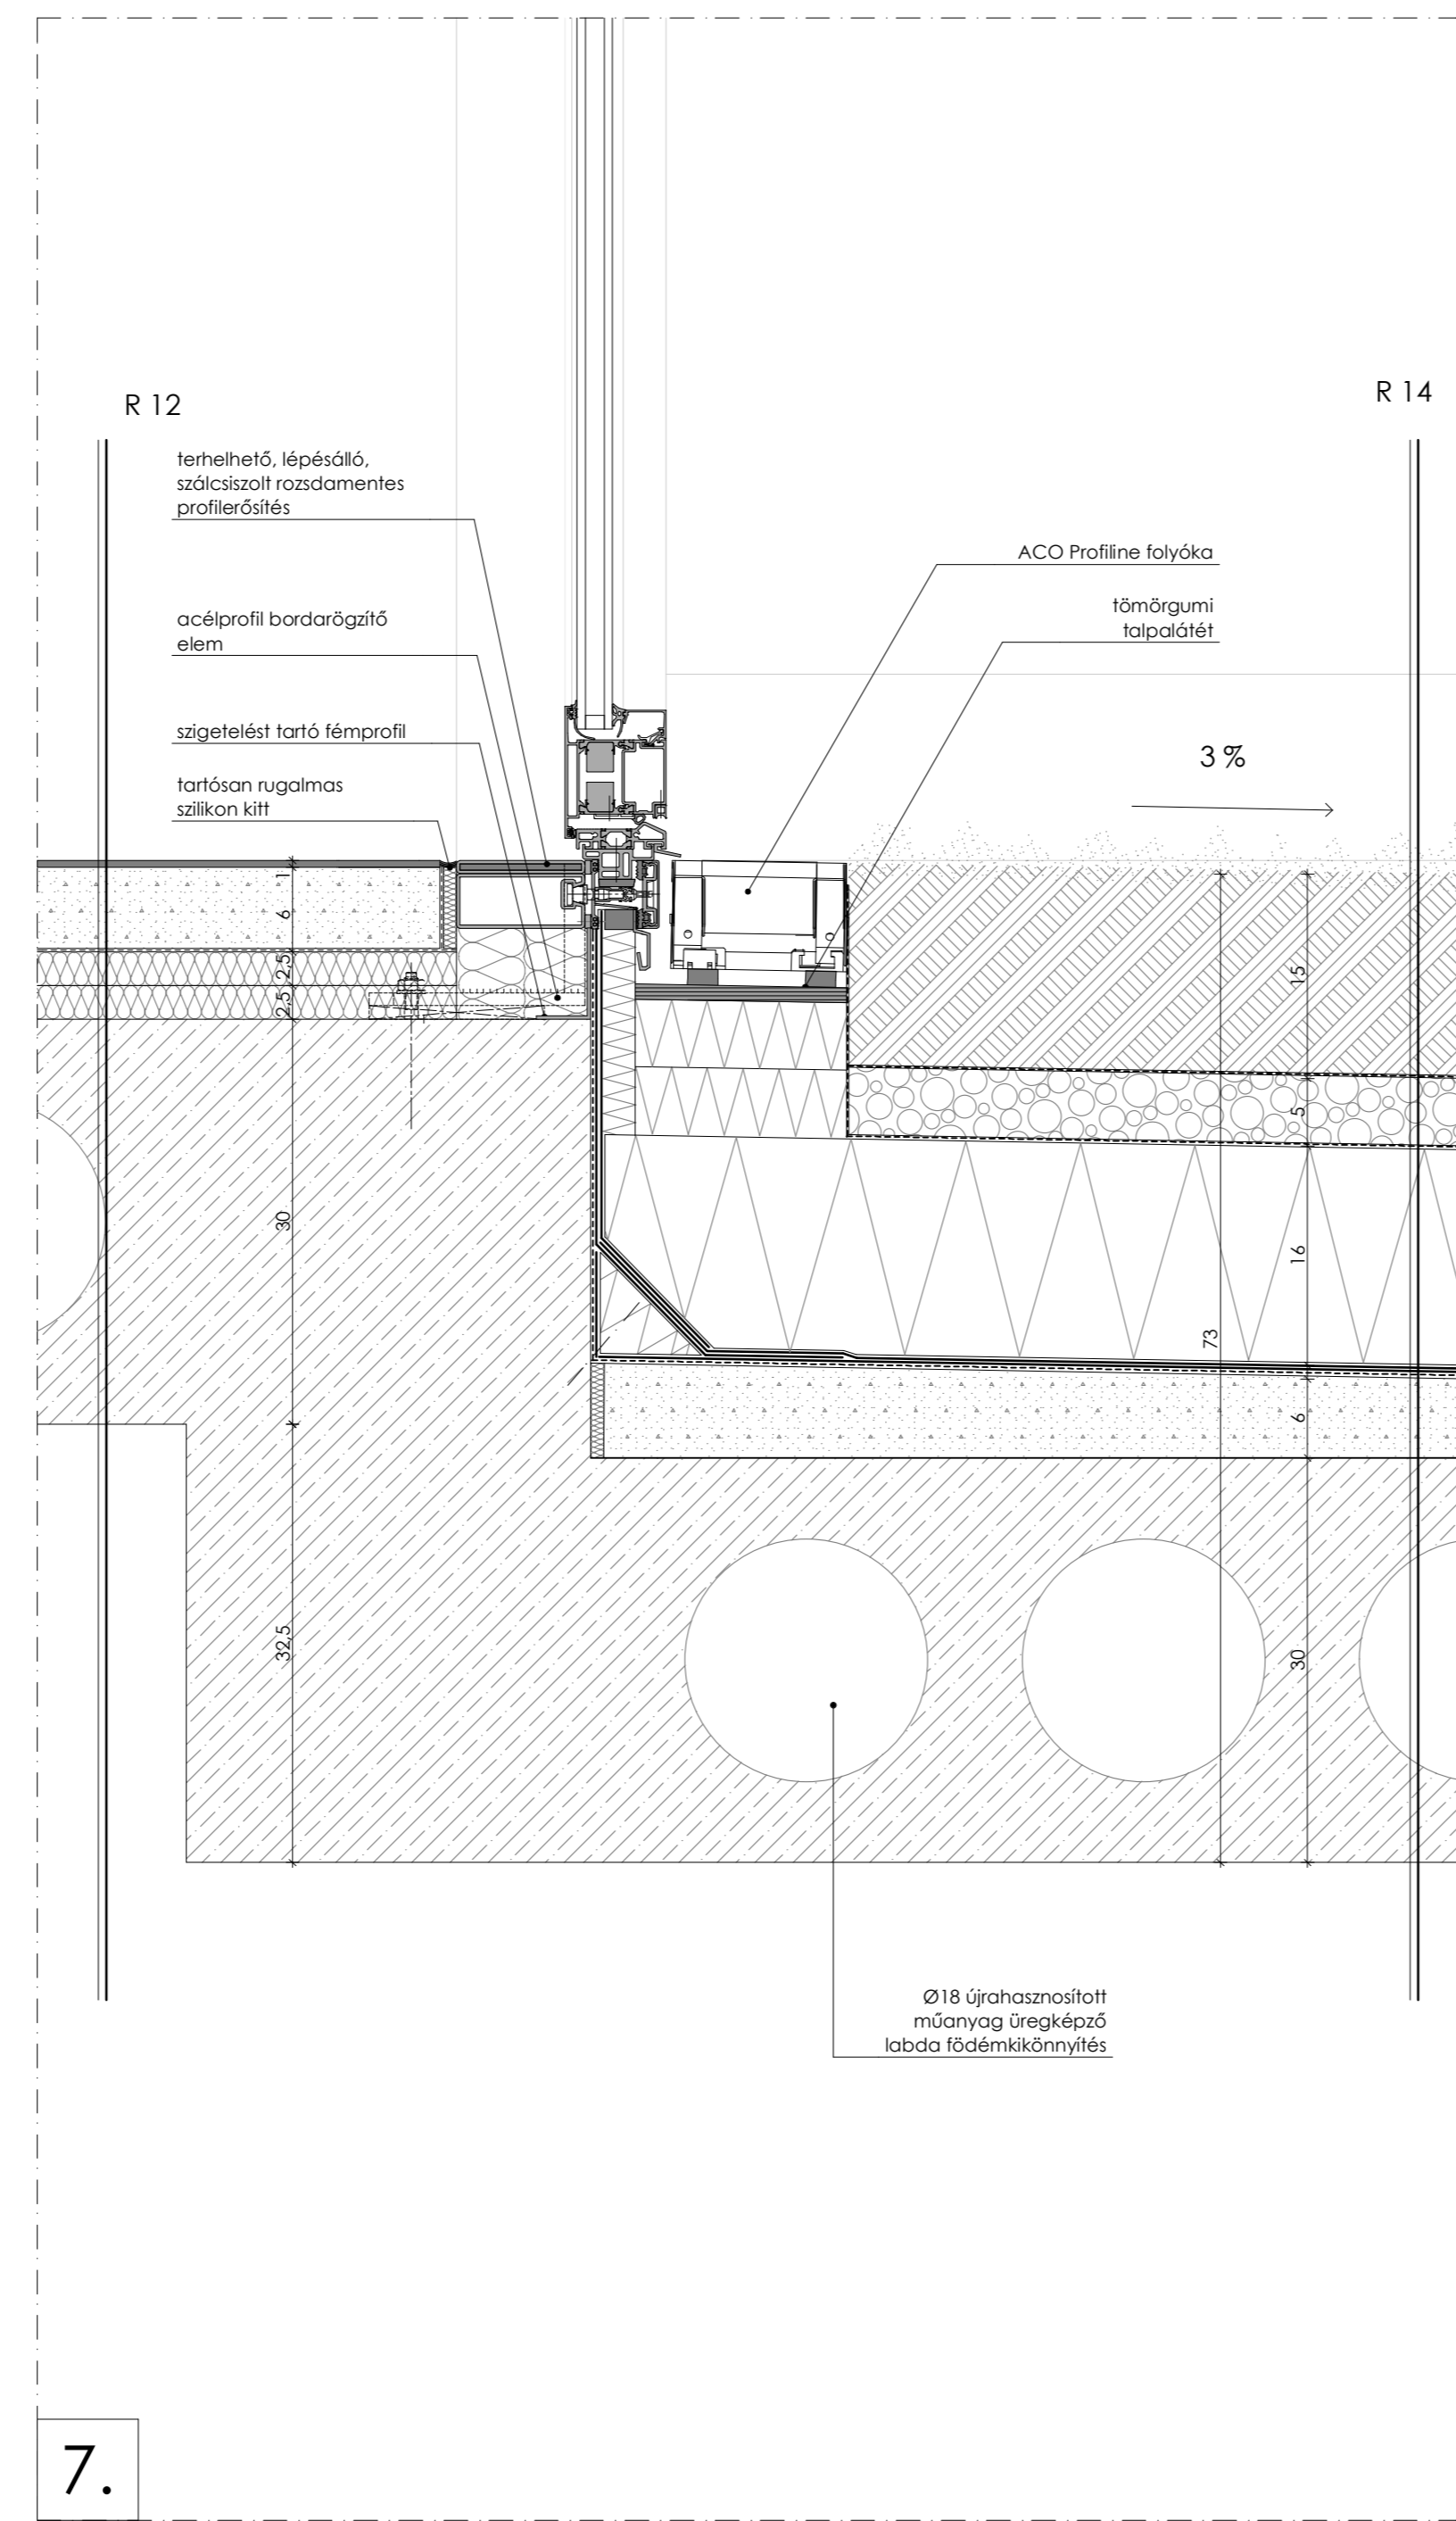 R 12
R 14
terhelhető, lépésálló,
szálcsiszolt rozsdamentes
profilerősítés
ACO Profiline folyóka
tömörgumi
talpalátét
acélprofil bordarögzítő
elem
szigetelést tartó fémprofil
3 %
tartósan rugalmas
szilikon kitt
1
6
2,5
2,5
30
32,5
15
5
16
73
6
30
Ø18 újrahasznosított
műanyag üregképző
labda födémkikönnyítés
7.